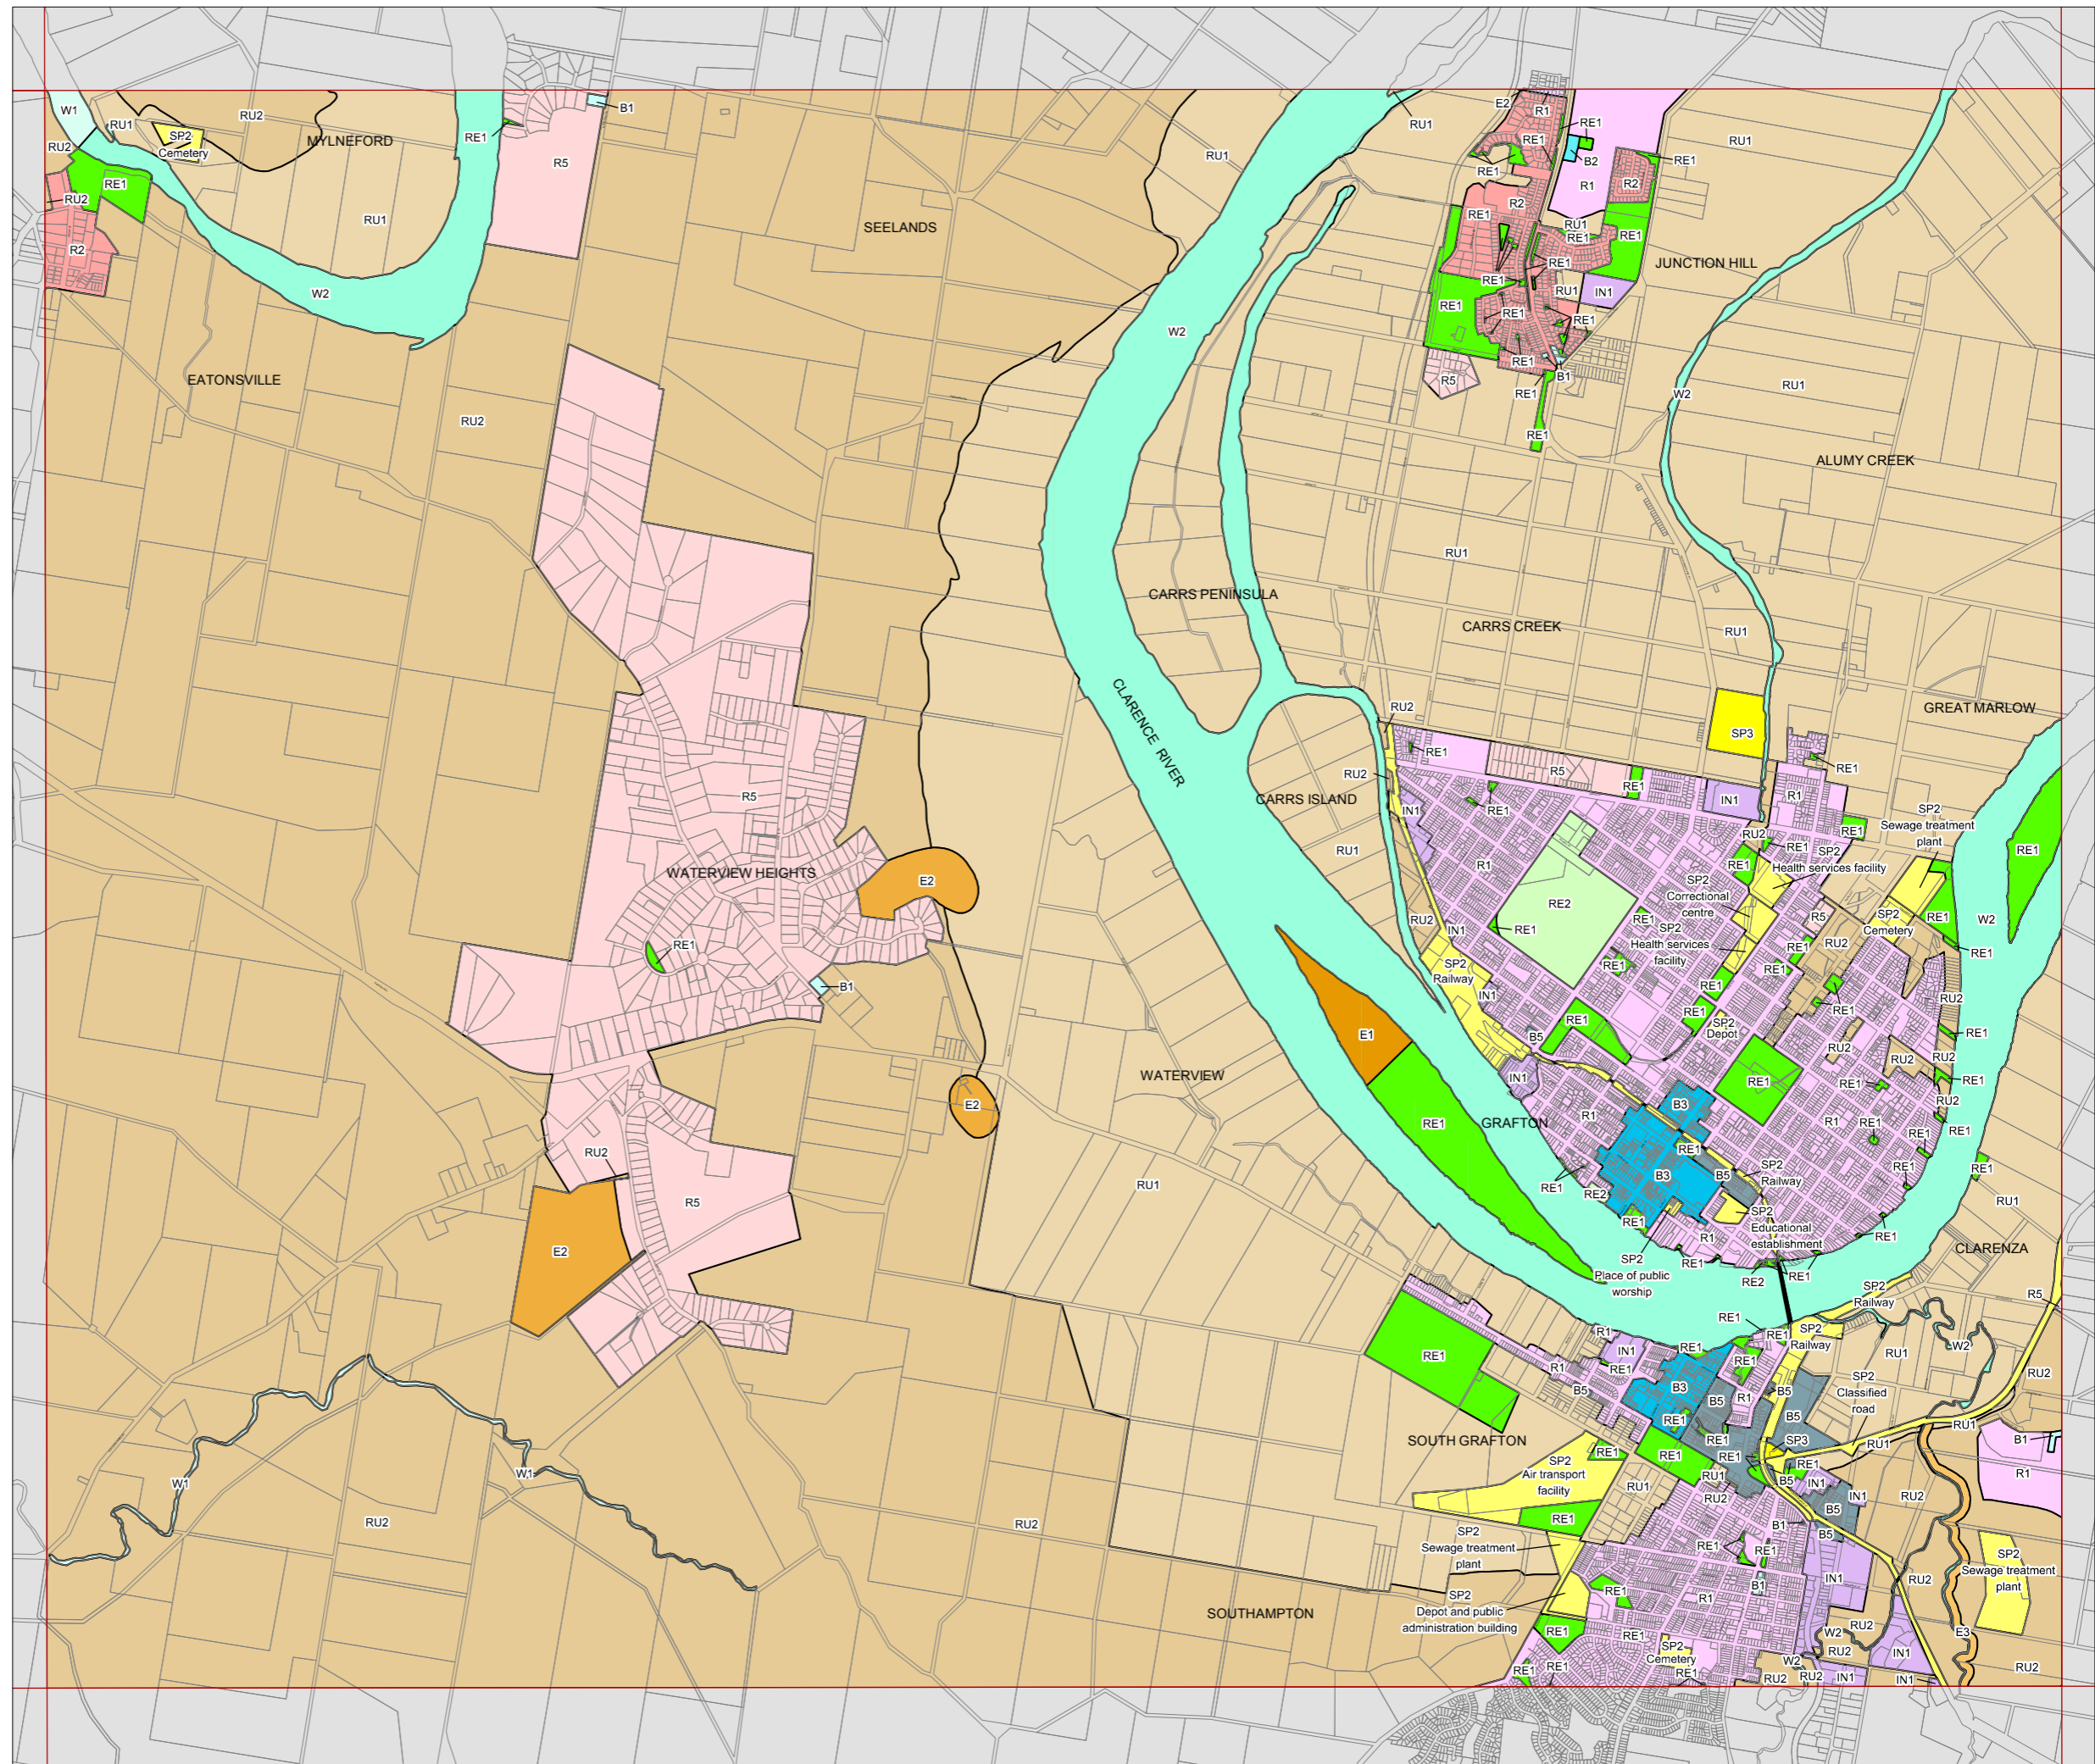 W1
RU1
SP2
Cemetery
RU2
MYLNEFORD
RE1
B1
R5
RU2
RE1
RU2
R2
RU1
W2
EATONSVILLE
RU2
SEELANDS
RU1
W2
RU1
E2
R1
RE1
RE1
B2
RE1
R1
R2
RE1
RU1
R2
RE1
RU1
RE1
RE1
JUNCTION HILL
RE1
RE1
RU1
IN1
RE1
RE1
RE1
RE1
B1
R5
RE1
RE1
RU1
W2
ALUMY CREEK
RU1
CARRS PENINSULA
CARRS CREEK
RU1
CLARENCE RIVER
RU2
GREAT MARLOW
SP3
RE1
R5
RE1
RE1
RU2
CARRS ISLAND
IN1
RE1
IN1
R1
RE1
SP2
Sewage treatment
plant
RU1
R1
RU2
RE1
RE1
SP2
Health services facility
RE1
R5
WATERVIEW HEIGHTS
E2
RE2
SP2
Correctional
centre
R5
SP2
Cemetery
RE1
W2
RU2
IN1
RE1
RE1
SP2
Health services
facility
RE1
RU2
RE1
RE1
B1
SP2
Railway
IN1
RE1
RE1
RE1
RE1
RU2
E1
B5
RE1
RE1
SP2
Depot
RU2
RU2
RU2
RE1
WATERVIEW
IN1
RE1
RE1
RE1
RU2
E2
RE1
GRAFTON
R1
B3
RE1
R1
RE1
RE1
RE1
RU2
R5
RU1
B3
B5
SP2
Railway
RE1
RE1
RU1
RE1
RE2
RE1
SP2
Educational
establishment
RE1
CLARENZA
E2
R1
RE1
SP2
Place of public
worship
RE2
RE1
SP2
Railway
R5
RE1
R1
IN1
RE1
RE1
RE1
SP2
Railway
RU1
W2
RE1
R1
B5
B3
RE1
R1
B5
B5
B5
SP2
Classified
road
RU2
RU1
SOUTH GRAFTON
RE1
RE1
RE1
RE1
SP3
RU1
B1
R1
SP2
Air transport
facility
RE1
RU1
RU1
RU2
RE1
B5
IN1
IN1
RU2
W1
W1
RU2
RU2
RE1
B1
B5
B5
SP2
Sewage treatment
plant
RE1
RE1
IN1
RU2
SP2
Sewage treatment
plant
SOUTHAMPTON
SP2
Depot and public
administration building
RE1
R1
B1
RE1
RE1
SP2
Cemetery
W2
RU2
RU2
E3
IN1
RE1
RE1
RE1
W2
RU2
RU2
IN1
IN1
RU2